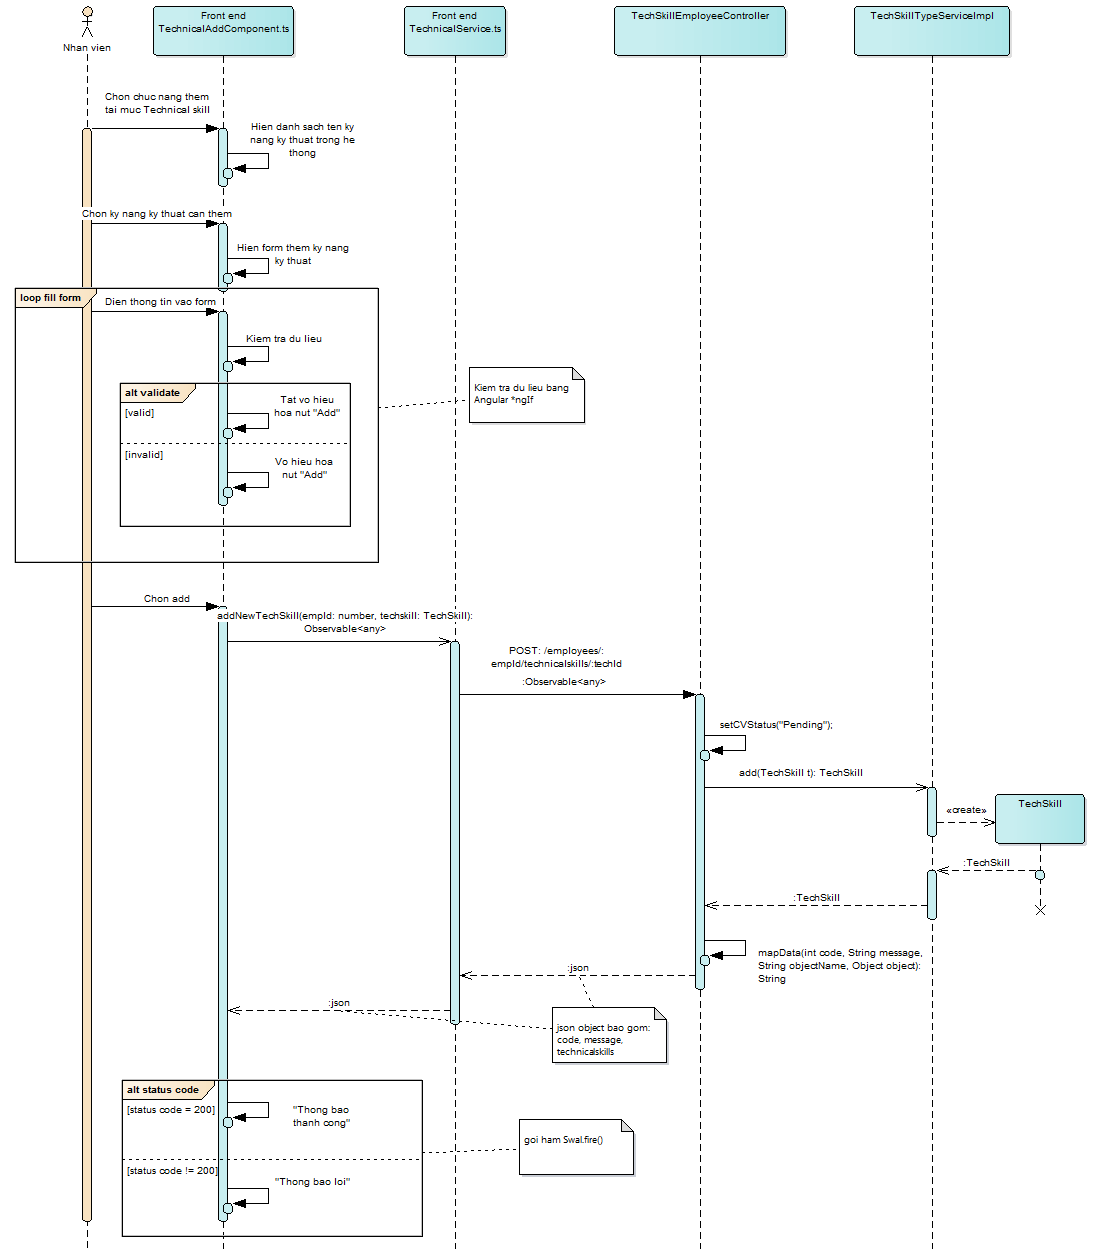 Nhan vien
Front end
TechnicalAddComponent.ts
Front end
TechnicalService.ts
TechSkillEmployeeController
TechSkillTypeServiceImpl
Chon chuc nang them
tai muc Technical skill
Hien danh sach ten ky
nang ky thuat trong he
thong
Chon ky nang ky thuat can them
Hien form them ky nang
ky thuat
loop fill form
Dien thong tin vao form
Kiem tra du lieu
alt validate
[valid]
Tat vo hieu
hoa nut "Add"
Kiem tra du lieu bang
Angular *ngIf
[invalid]
Vo hieu hoa
nut "Add"
Chon add
addNewTechSkill(empId: number, techskill: TechSkill):
Observable<any>
POST: /employees/:
empId/technicalskills/:techId
:Observable<any>
setCVStatus("Pending");
add(TechSkill t): TechSkill
«create»
TechSkill
:TechSkill
:TechSkill
mapData(int code, String message,
String objectName, Object object):
String
:json
:json
json object bao gom:
code, message,
technicalskills
alt status code
[status code = 200]
"Thong bao
thanh cong"
goi ham Swal.fire()
[status code != 200]
"Thong bao loi"